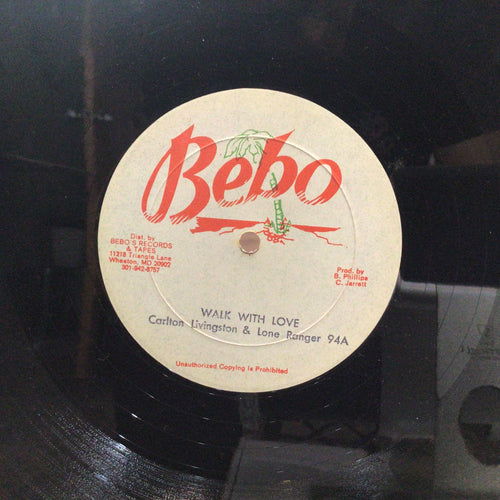 Bebo
Dist. by
BEBO'S RECORDS
& TAPES
11218 Triangle Lane
Wheaton, MD 20902
301-942-8757
Prod. by
B. Phillips
C. Jarrett
WALK WITH LOVE
Carlton Livingston & Lone Ranger 94A
Unauthorized Copying is Prohibited